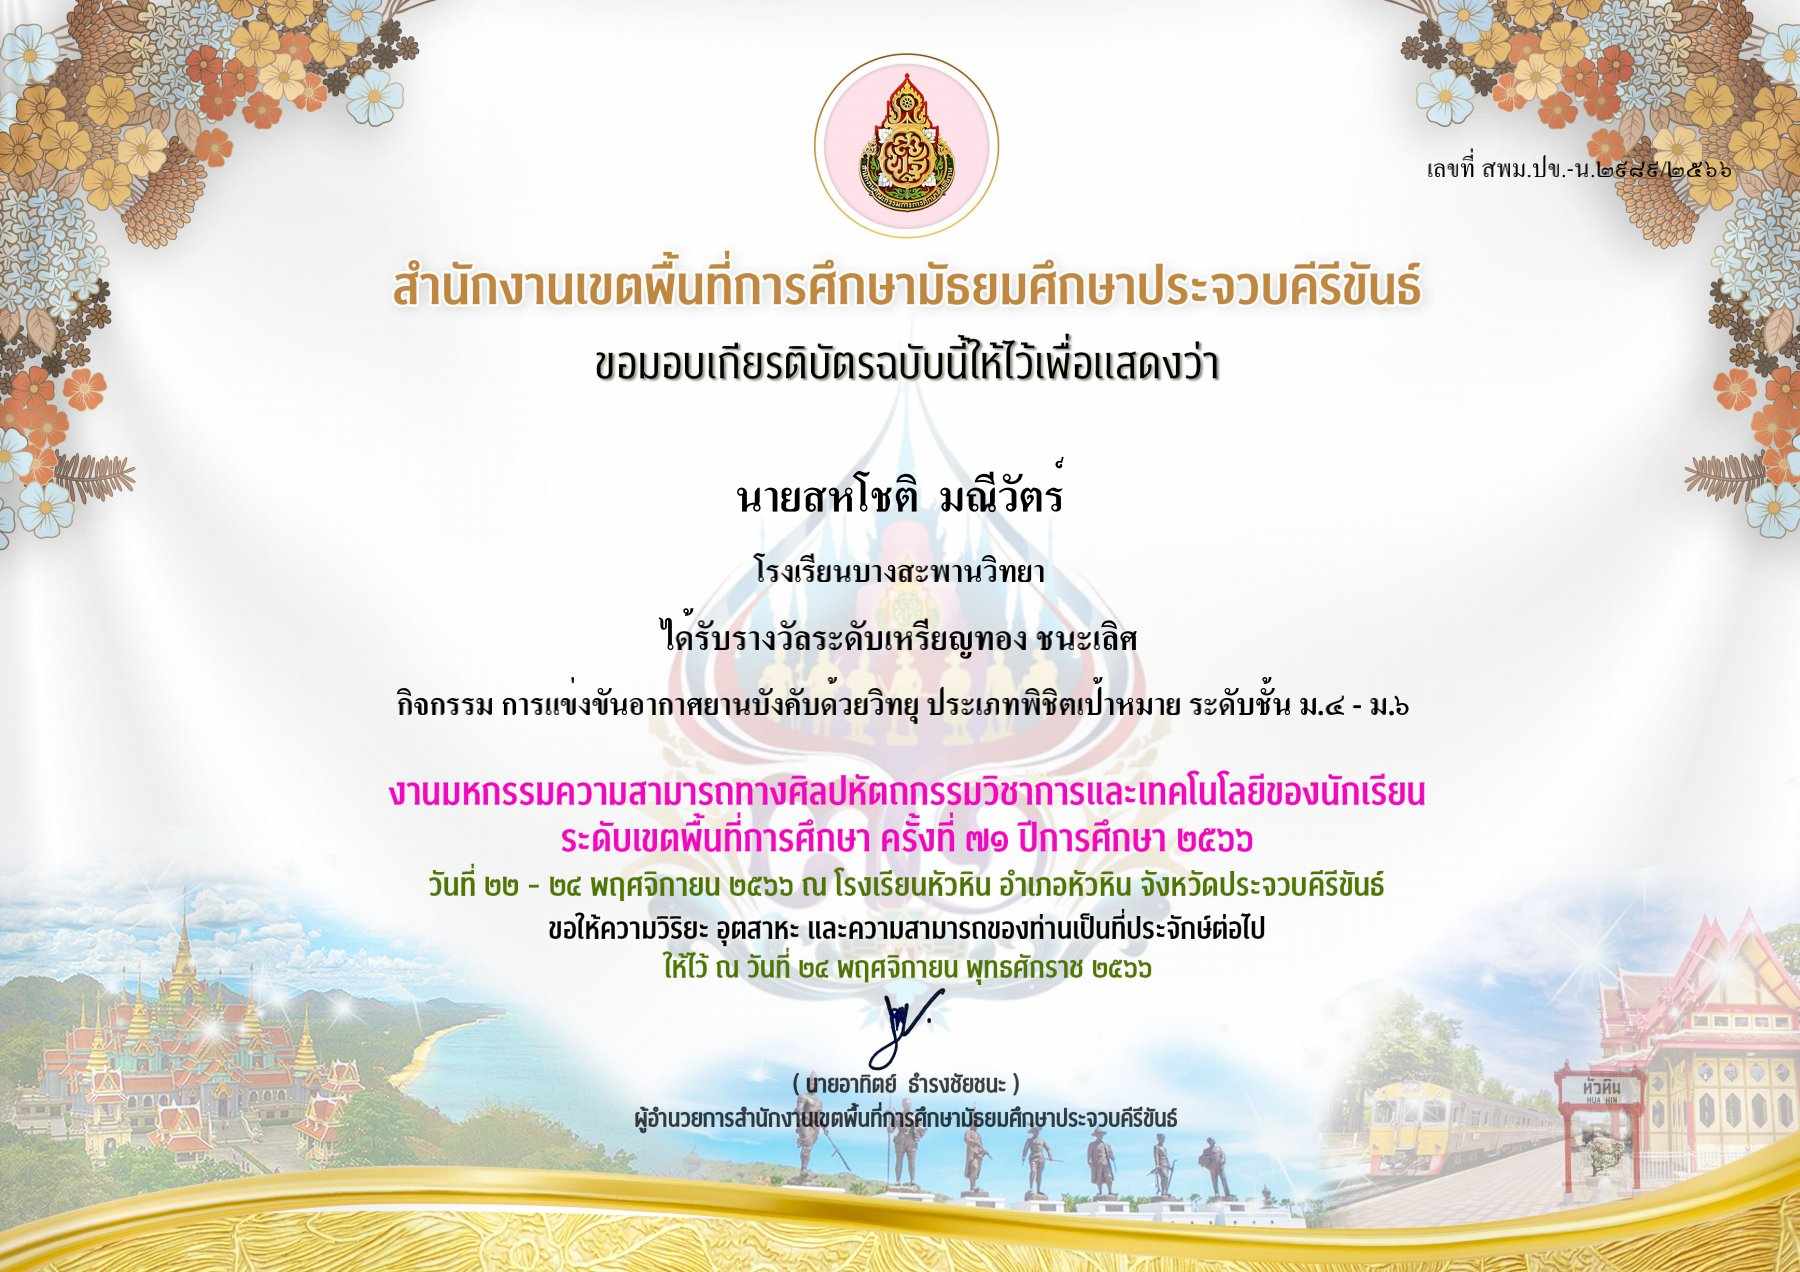 เลขที่ สพม.ปข.-น.๒๙๘๙/๒๕๖๖
สำนักงานเขตพื้นที่การศึกษามัธยมศึกษาประจวบคีรีขันธ์
ขอมอบเกียรติบัตรฉบับนี้ให้ไว้เพื่อแสดงว่า
นายสหโชติ มณีวัตร์
โรงเรียนบางสะพานวิทยา
ได้รับรางวัลระดับเหรียญทอง ชนะเลิศ
กิจกรรม การแข่งขันอากาศยานบังคับด้วยวิทยุ ประเภทพิชิตเป้าหมาย ระดับชั้น ม.๔ - ม.๖
งานมหกรรมความสามารถทางศิลปหัตถกรรมวิชาการและเทคโนโลยีของนักเรียน
ระดับเขตพื้นที่การศึกษา ครั้งที่ ๗๑ ปีการศึกษา ๒๕๖๖
วันที่ ๒๒ - ๒๔ พฤศจิกายน ๒๕๖๖ ณ โรงเรียนหัวหิน อำเภอหัวหิน จังหวัดประจวบคีรีขันธ์
ขอให้ความวิริยะ อุตสาหะ และความสามารถของท่านเป็นที่ประจักษ์ต่อไป
ให้ไว้ ณ วันที่ ๒๔ พฤศจิกายน พุทธศักราช ๒๕๖๖
( นายอาทิตย์ ธำรงชัยชนะ )
ผู้อำนวยการสำนักงานเขตพื้นที่การศึกษามัธยมศึกษาประจวบคีรีขันธ์
หัวหิน
HUA HIN